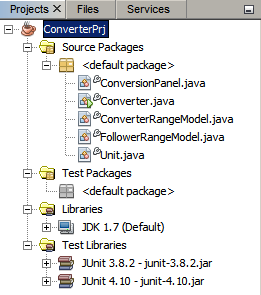 Projects Files Services
ConverterPrj
Source Packages
<default package>
ConversionPanel.java
Converter.java
ConverterRangeModel.java
FollowerRangeModel.java
Unit.java
Test Packages
<default package>
Libraries
JDK 1.7 (Default)
Test Libraries
JUnit 3.8.2 - junit-3.8.2.jar
JUnit 4.10 - junit-4.10.jar